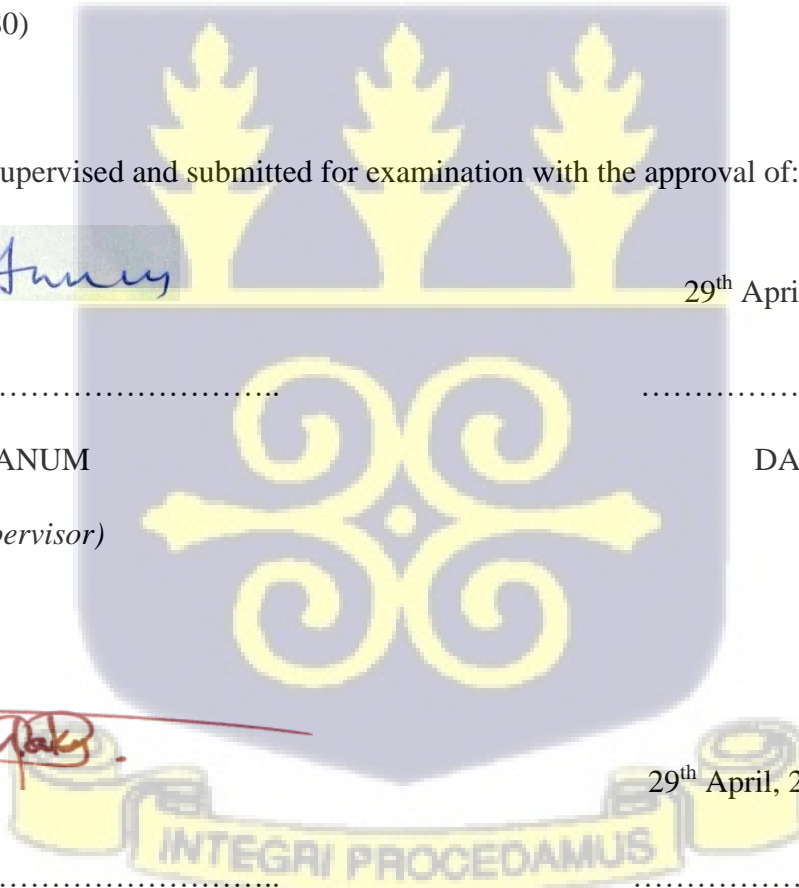 0)
upervised and submitted for examination with the approval of:
29th Apri
……………………….. ……………
ANUM DA
pervisor)
29th April, 2
INTEGRI PROCEDAMUS
……………………….. ……………